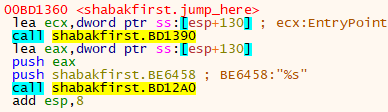 00BD1360 <shabakfirst.jump_here>
lea ecx,dword ptr ss:[esp+130] ; ecx:EntryPoint
call shabakfirst.BD1390
lea eax,dword ptr ss:[esp+130]
push eax
push shabakfirst.BE6458 ; BE6458:"%s"
call shabakfirst.BD12A0
add esp,8